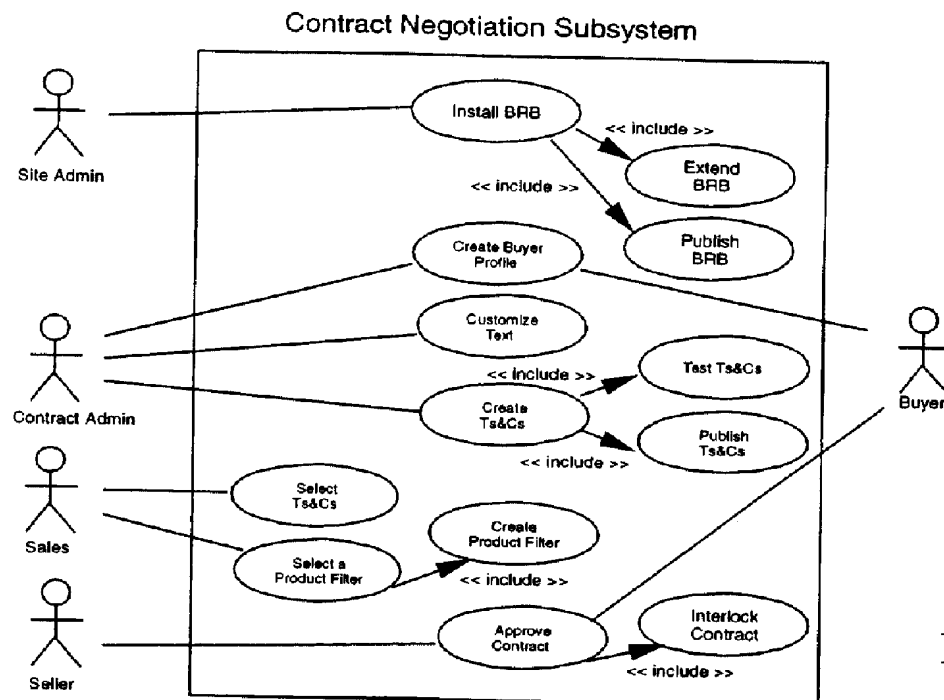 Contract Negotiation Subsystem
Install BRB
<< include >>
Site Admin
Extend
BRB
<< include >>
Publish
BRB
Create Buyer
Profile
Customize
Text
<< include >>
Test Ts&Cs
Contract Admin
Create
Ts&Cs
Buyer
Publish
Ts&Cs
<< include >>
Select
Ts&Cs
Sales
Create
Product Filter
Select a
Product Filter
<< include >>
Interlock
Contract
Approve
Contract
<< include >>
Seller